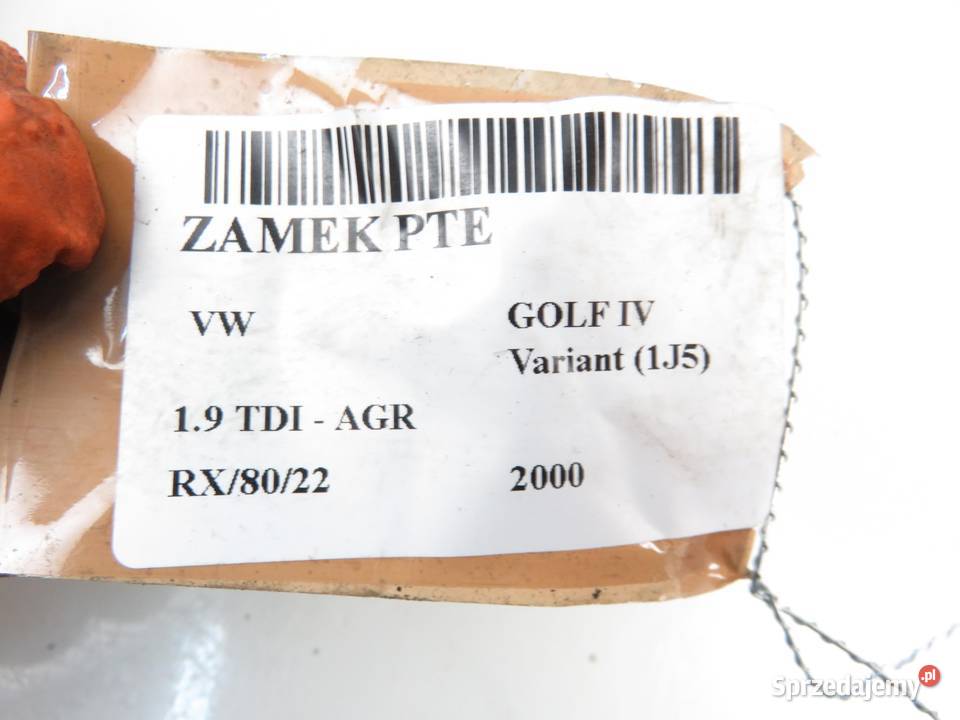 ZAMEK PTE
VW
GOLF IV
Variant (1J5)
1.9 TDI - AGR
RX/80/22
2000
Sprzedajemy.pl